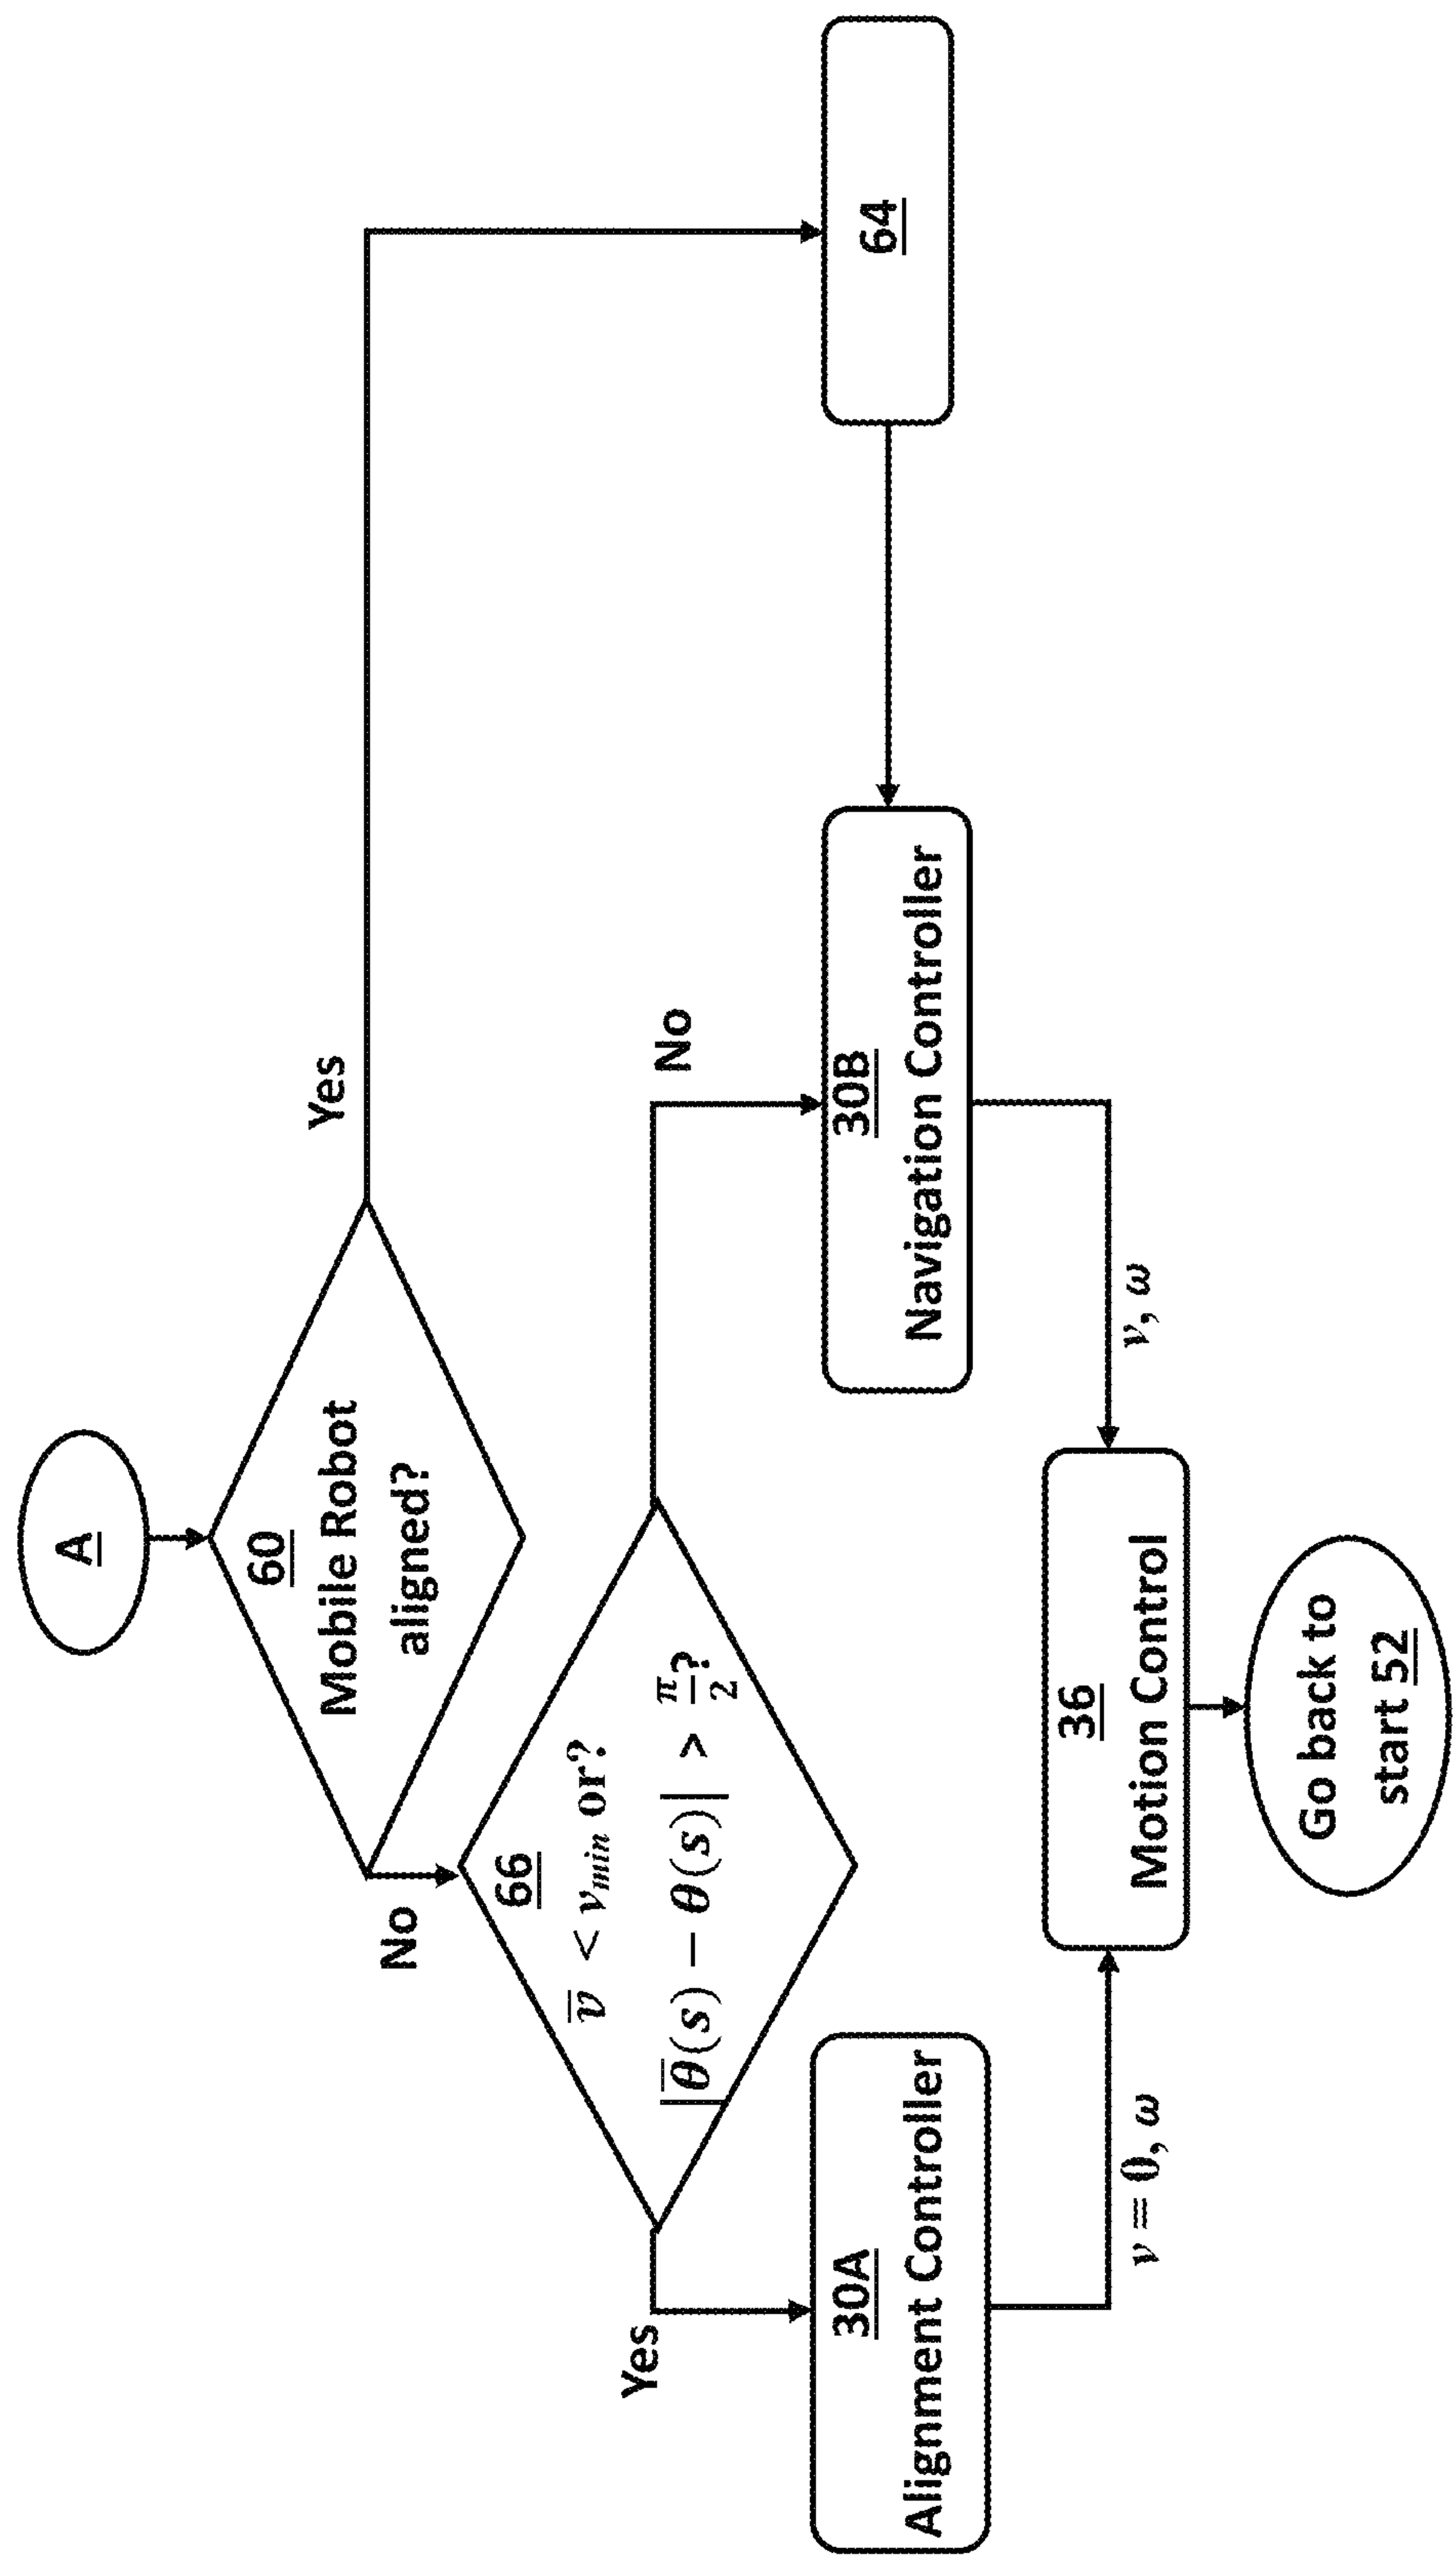 A
60
Mobile Robot
aligned?
Yes
No
66
v̅ < vmin or?
|θ̅(s) − θ(s)| > π/2?
Yes
No
30A
Alignment Controller
30B
Navigation Controller
64
v = 0, ω
v, ω
36
Motion Control
Go back to
start 52